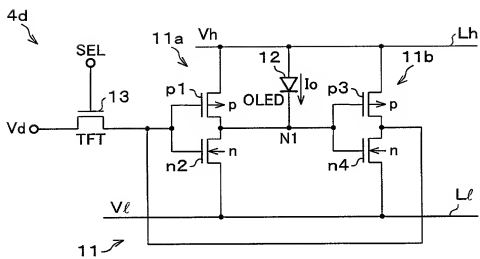 4d
Vh
Lh
11a
SEL
12
Io
11b
p1
p3
13
OLED
p
p
Vd
TFT
N1
n
n
n2
n4
Vℓ
Lℓ
11